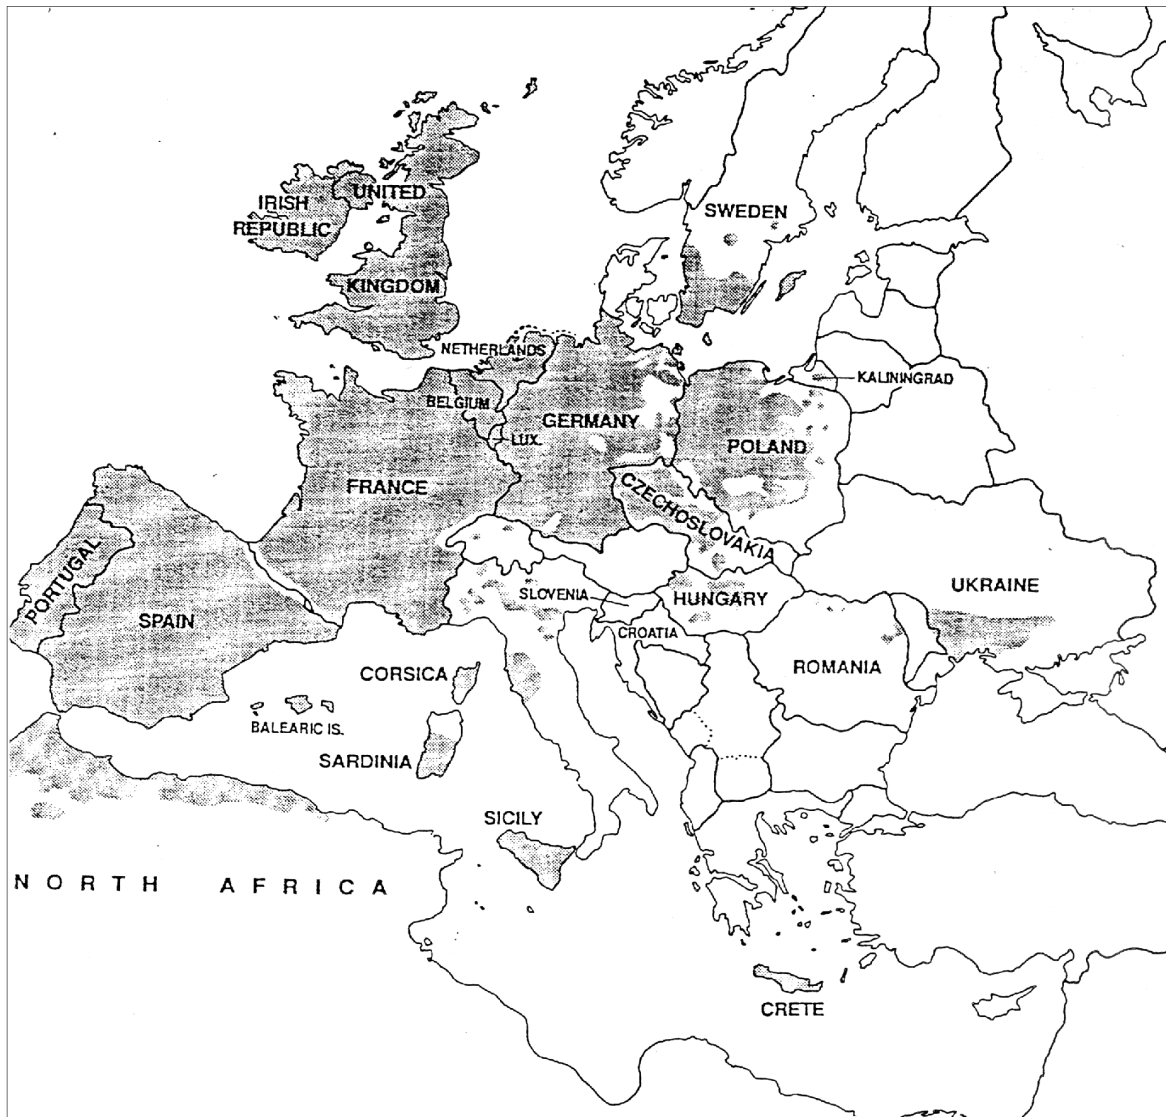 SWEDEN
IRISH
REPUBLIC
UNITED
KINGDOM
NETHERLANDS
BELGIUM
LUX.
GERMANY
KALININGRAD
POLAND
FRANCE
CZECHOSLOVAKIA
PORTUGAL
SPAIN
SLOVENIA
HUNGARY
UKRAINE
CROATIA
ROMANIA
CORSICA
BALEARIC IS.
SARDINIA
SICILY
NORTH AFRICA
CRETE